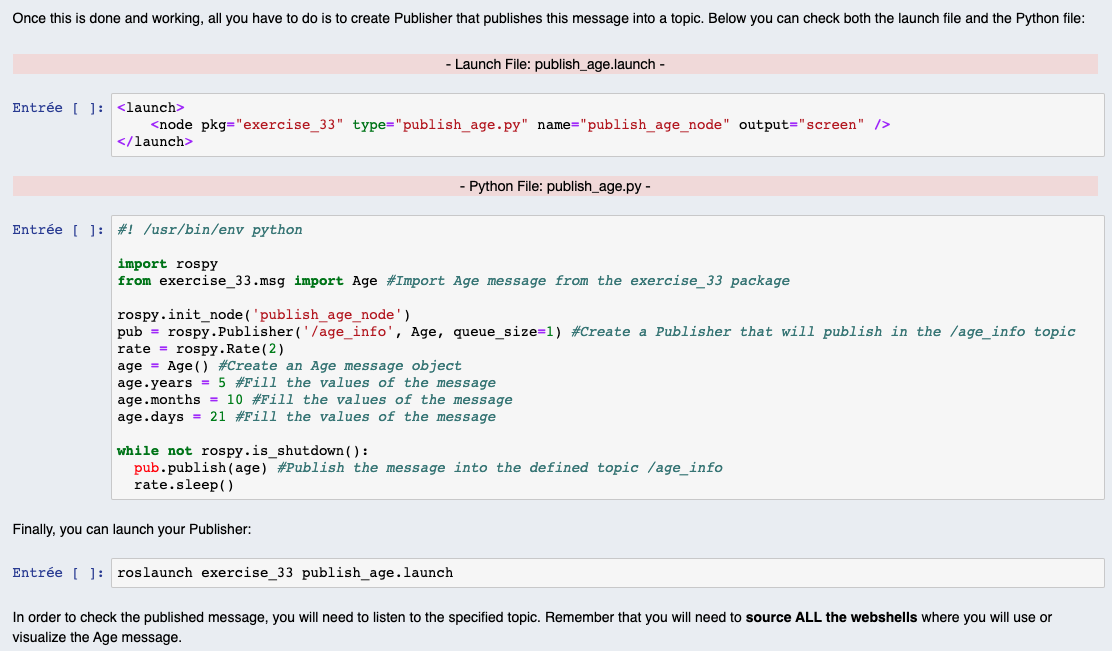 Once this is done and working, all you have to do is to create Publisher that publishes this message into a topic. Below you can check both the launch file and the Python file:
- Launch File: publish_age.launch -
Entrée [ ]: <launch>
    <node pkg="exercise_33" type="publish_age.py" name="publish_age_node" output="screen" />
</launch>
- Python File: publish_age.py -
Entrée [ ]: #! /usr/bin/env python
import rospy
from exercise_33.msg import Age #Import Age message from the exercise_33 package
rospy.init_node('publish_age_node')
pub = rospy.Publisher('/age_info', Age, queue_size=1) #Create a Publisher that will publish in the /age_info topic
rate = rospy.Rate(2)
age = Age() #Create an Age message object
age.years = 5 #Fill the values of the message
age.months = 10 #Fill the values of the message
age.days = 21 #Fill the values of the message
while not rospy.is_shutdown():
  pub.publish(age) #Publish the message into the defined topic /age_info
  rate.sleep()
Finally, you can launch your Publisher:
Entrée [ ]: roslaunch exercise_33 publish_age.launch
In order to check the published message, you will need to listen to the specified topic. Remember that you will need to source ALL the webshells where you will use or
visualize the Age message.